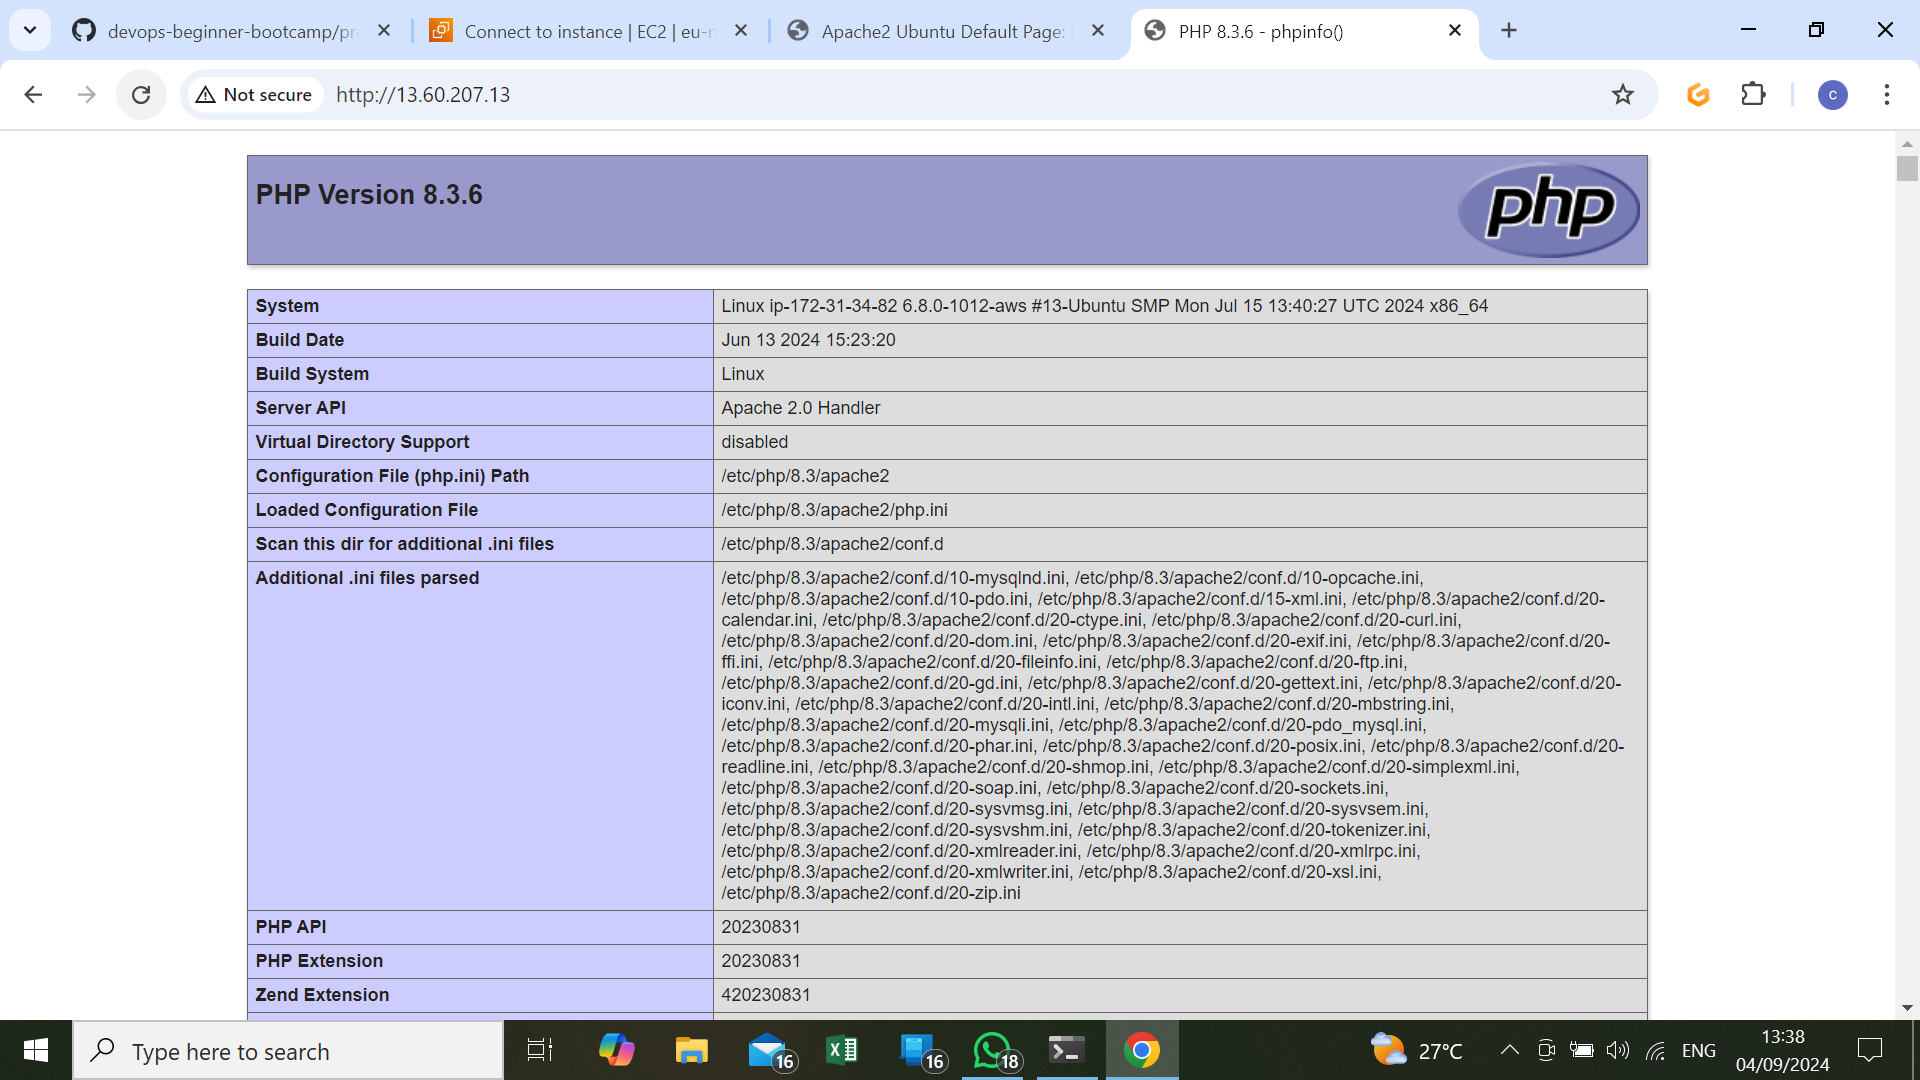 devops-beginner-bootcamp/pr
Connect to instance | EC2 | eu-n
Apache2 Ubuntu Default Page:
PHP 8.3.6 - phpinfo()
Not secure
http://13.60.207.13
c
PHP Version 8.3.6
php
System Linux ip-172-31-34-82 6.8.0-1012-aws #13-Ubuntu SMP Mon Jul 15 13:40:27 UTC 2024 x86_64
Build Date Jun 13 2024 15:23:20
Build System Linux
Server API Apache 2.0 Handler
Virtual Directory Support disabled
Configuration File (php.ini) Path /etc/php/8.3/apache2
Loaded Configuration File /etc/php/8.3/apache2/php.ini
Scan this dir for additional .ini files /etc/php/8.3/apache2/conf.d
Additional .ini files parsed /etc/php/8.3/apache2/conf.d/10-mysqlnd.ini, /etc/php/8.3/apache2/conf.d/10-opcache.ini,
/etc/php/8.3/apache2/conf.d/10-pdo.ini, /etc/php/8.3/apache2/conf.d/15-xml.ini, /etc/php/8.3/apache2/conf.d/20-
calendar.ini, /etc/php/8.3/apache2/conf.d/20-ctype.ini, /etc/php/8.3/apache2/conf.d/20-curl.ini,
/etc/php/8.3/apache2/conf.d/20-dom.ini, /etc/php/8.3/apache2/conf.d/20-exif.ini, /etc/php/8.3/apache2/conf.d/20-
ffi.ini, /etc/php/8.3/apache2/conf.d/20-fileinfo.ini, /etc/php/8.3/apache2/conf.d/20-ftp.ini,
/etc/php/8.3/apache2/conf.d/20-gd.ini, /etc/php/8.3/apache2/conf.d/20-gettext.ini, /etc/php/8.3/apache2/conf.d/20-
iconv.ini, /etc/php/8.3/apache2/conf.d/20-intl.ini, /etc/php/8.3/apache2/conf.d/20-mbstring.ini,
/etc/php/8.3/apache2/conf.d/20-mysqli.ini, /etc/php/8.3/apache2/conf.d/20-pdo_mysql.ini,
/etc/php/8.3/apache2/conf.d/20-phar.ini, /etc/php/8.3/apache2/conf.d/20-posix.ini, /etc/php/8.3/apache2/conf.d/20-
readline.ini, /etc/php/8.3/apache2/conf.d/20-shmop.ini, /etc/php/8.3/apache2/conf.d/20-simplexml.ini,
/etc/php/8.3/apache2/conf.d/20-soap.ini, /etc/php/8.3/apache2/conf.d/20-sockets.ini,
/etc/php/8.3/apache2/conf.d/20-sysvmsg.ini, /etc/php/8.3/apache2/conf.d/20-sysvsem.ini,
/etc/php/8.3/apache2/conf.d/20-sysvshm.ini, /etc/php/8.3/apache2/conf.d/20-tokenizer.ini,
/etc/php/8.3/apache2/conf.d/20-xmlreader.ini, /etc/php/8.3/apache2/conf.d/20-xmlrpc.ini,
/etc/php/8.3/apache2/conf.d/20-xmlwriter.ini, /etc/php/8.3/apache2/conf.d/20-xsl.ini,
/etc/php/8.3/apache2/conf.d/20-zip.ini
PHP API 20230831
PHP Extension 20230831
Zend Extension 420230831
Type here to search
16
16
18
27°C
ENG
13:38
04/09/2024